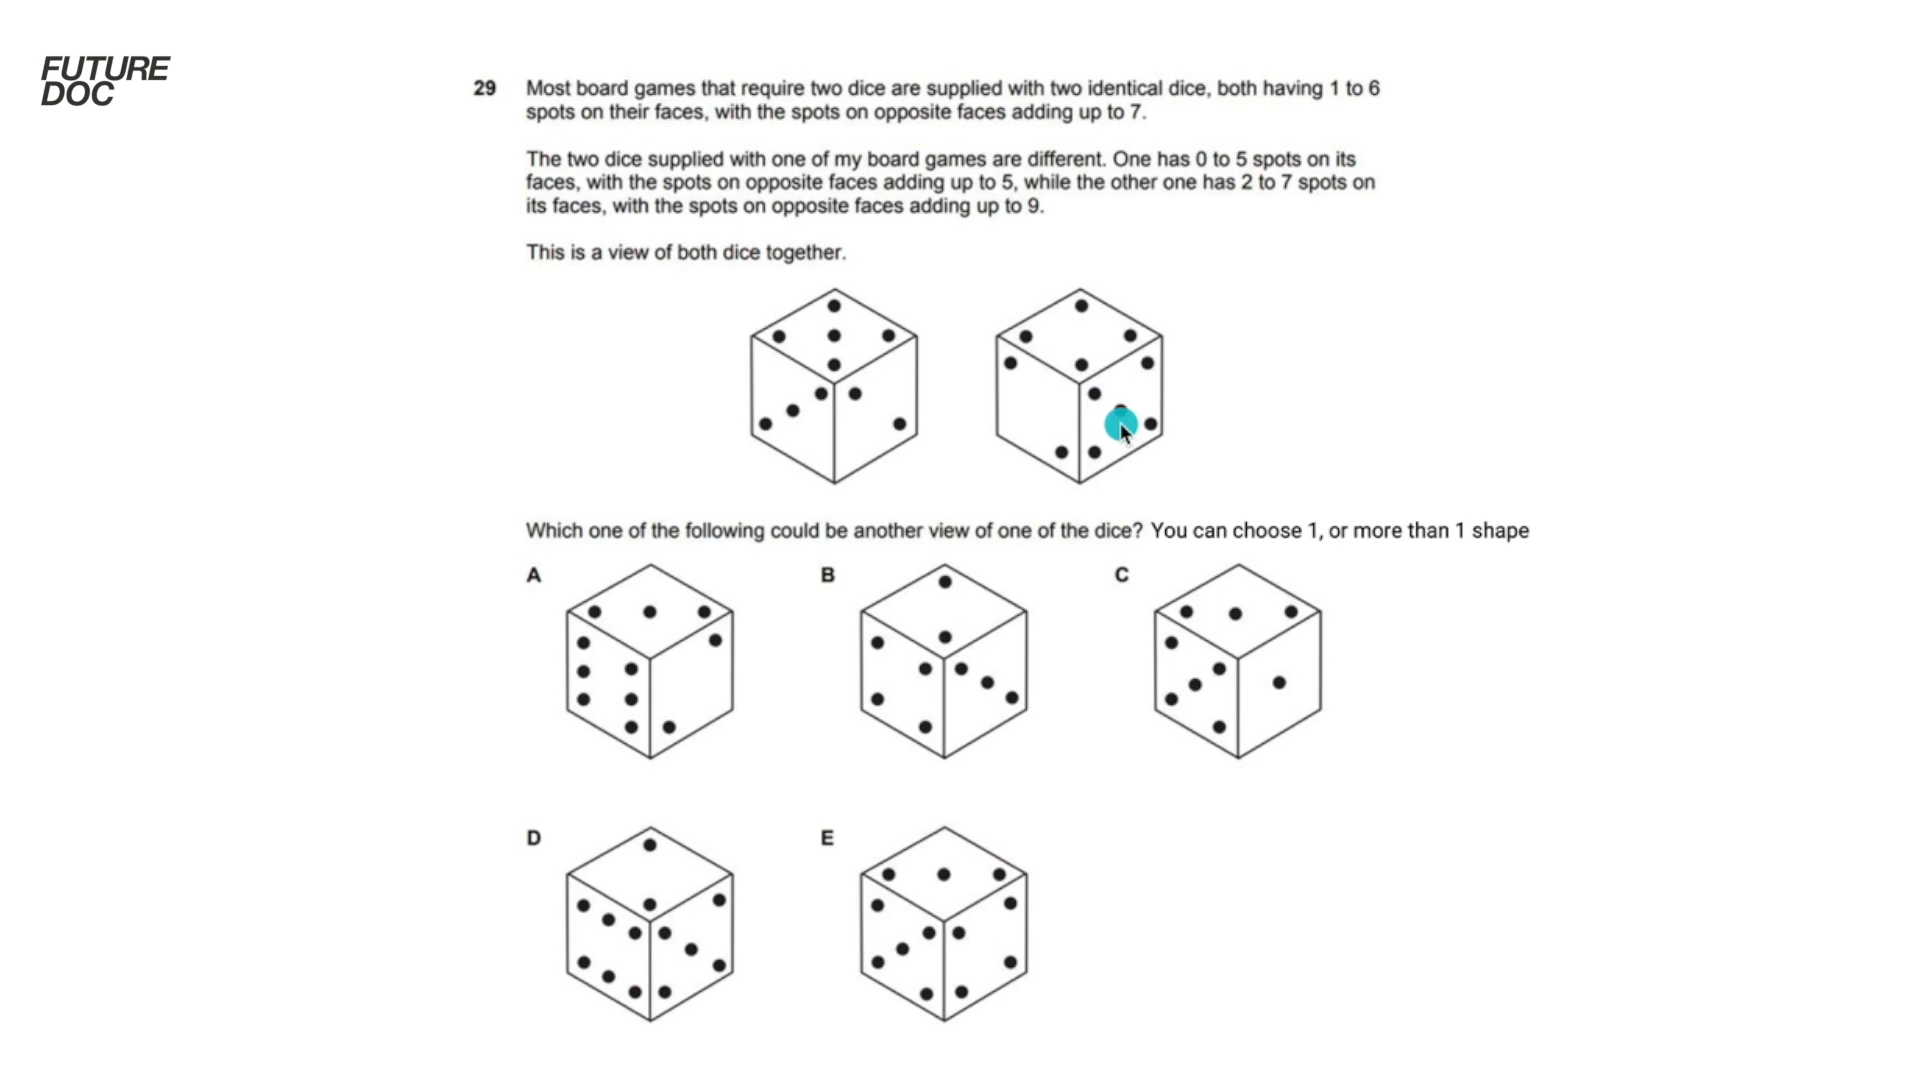 FUTURE
DOC
29 Most board games that require two dice are supplied with two identical dice, both having 1 to 6
spots on their faces, with the spots on opposite faces adding up to 7.
The two dice supplied with one of my board games are different. One has 0 to 5 spots on its
faces, with the spots on opposite faces adding up to 5, while the other one has 2 to 7 spots on
its faces, with the spots on opposite faces adding up to 9.
This is a view of both dice together.
Which one of the following could be another view of one of the dice? You can choose 1, or more than 1 shape
A B C
D E